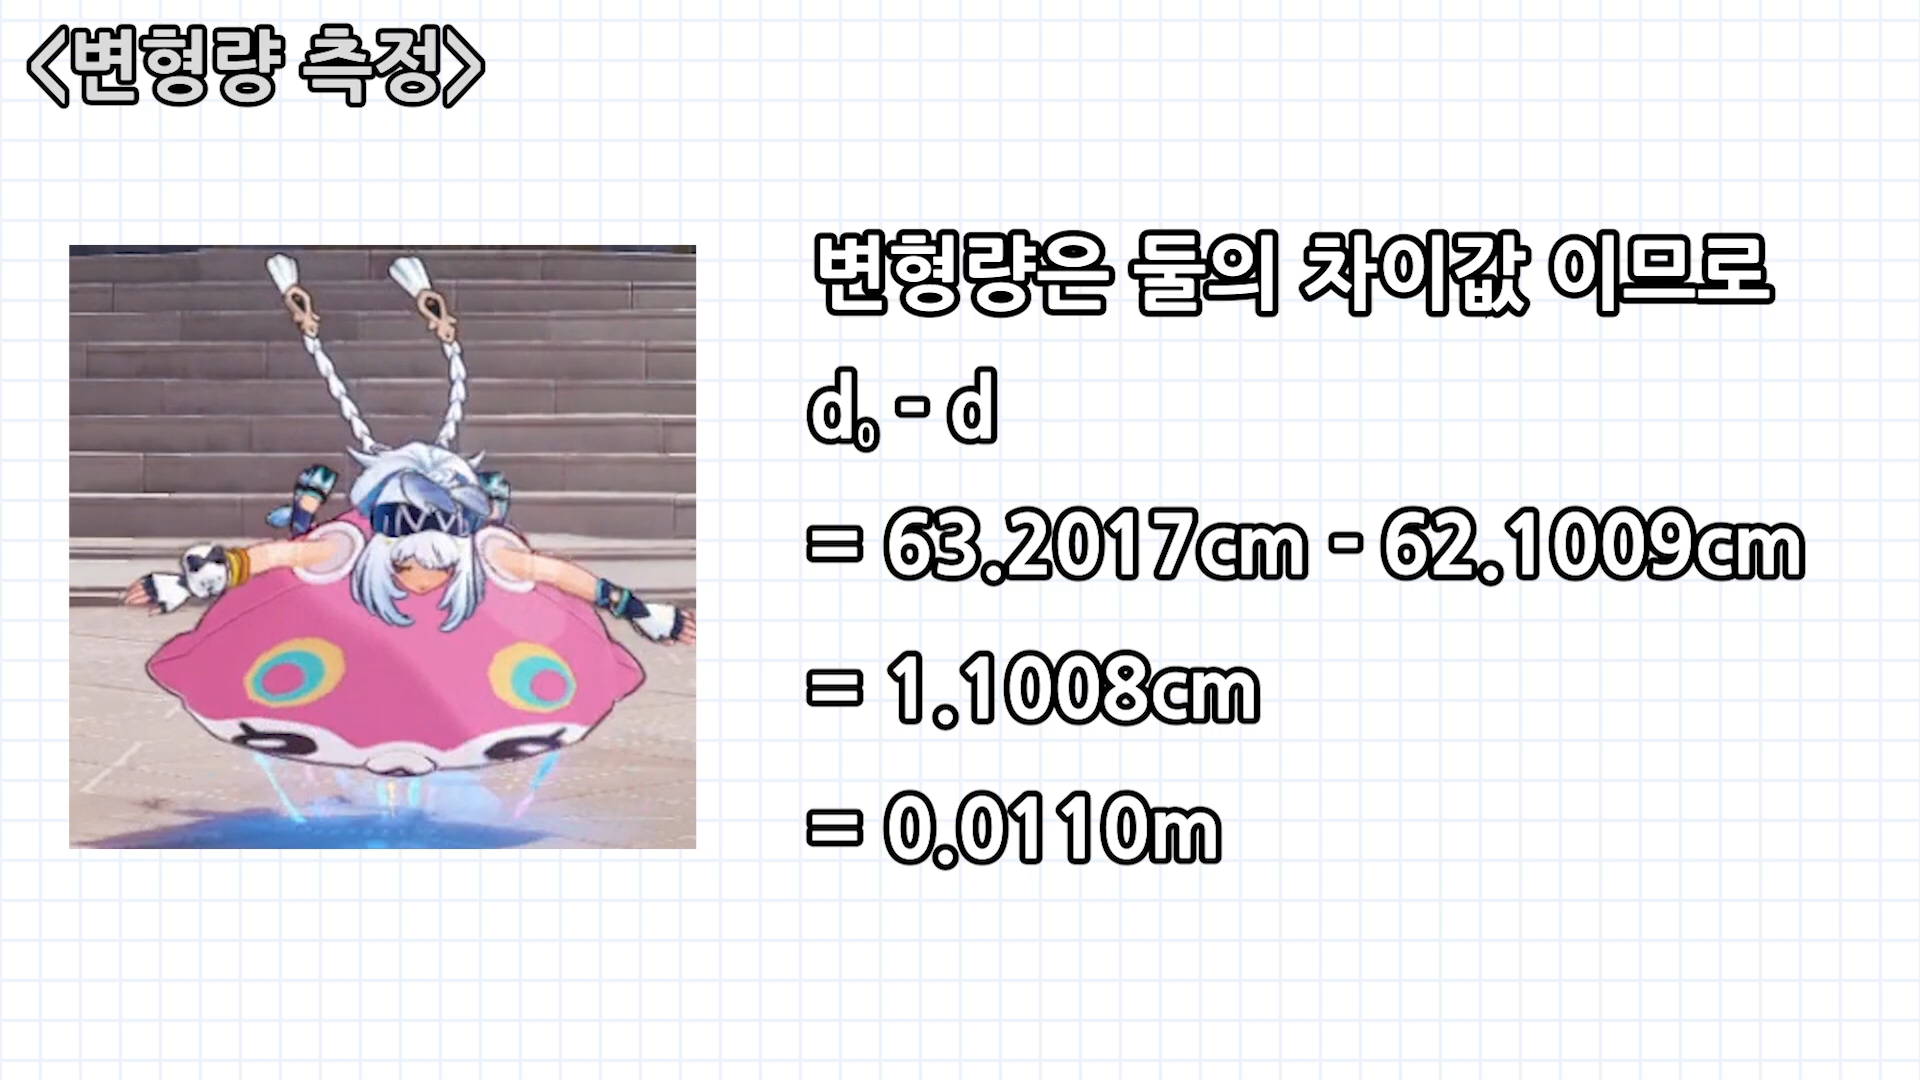 <변형량 측정>
변형량은 둘의 차이값 이므로
d₀ - d
= 63.2017cm - 62.1009cm
= 1.1008cm
= 0.0110m